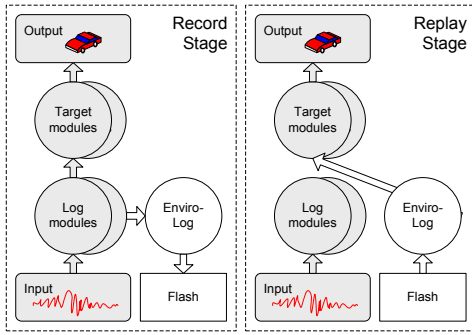 Record
Stage
Output
Target
modules
Log
modules
Enviro-
Log
Input
Flash
Replay
Stage
Output
Target
modules
Log
modules
Enviro-
Log
Input
Flash